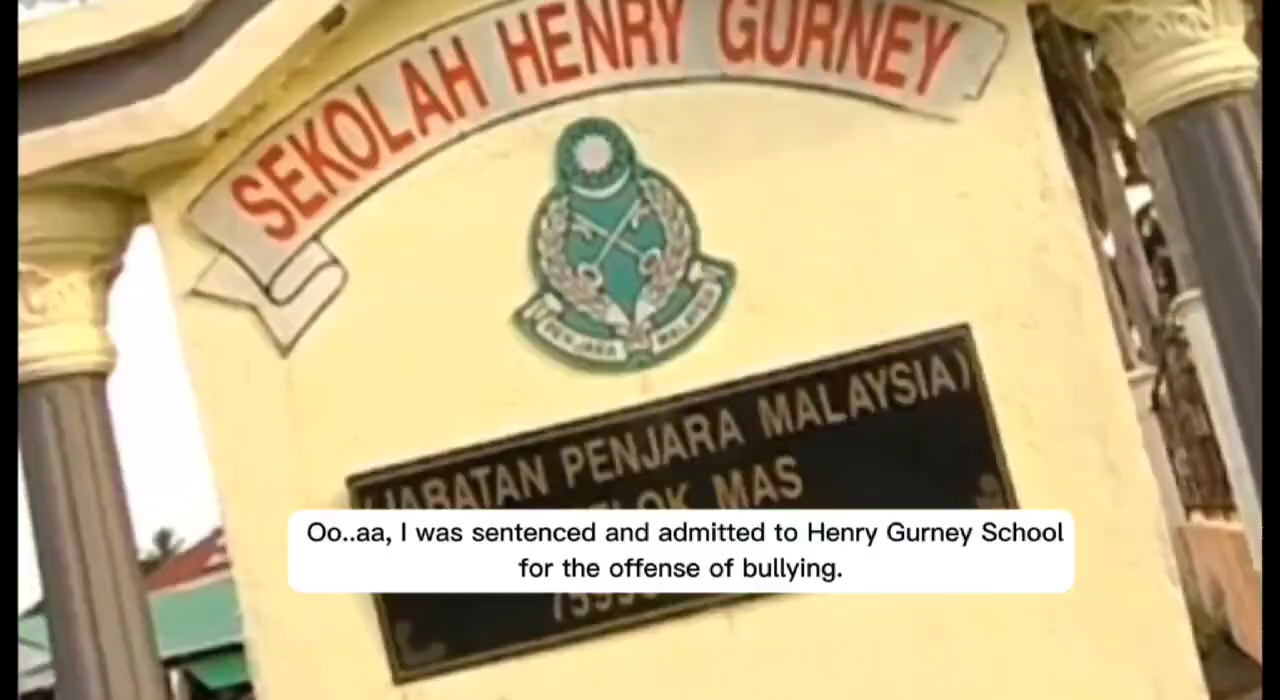 SEKOLAH HENRY GURNEY
PENJARA MALAYSIA
(JABATAN PENJARA MALAYSIA)
MAS
Oo..aa, I was sentenced and admitted to Henry Gurney School
for the offense of bullying.